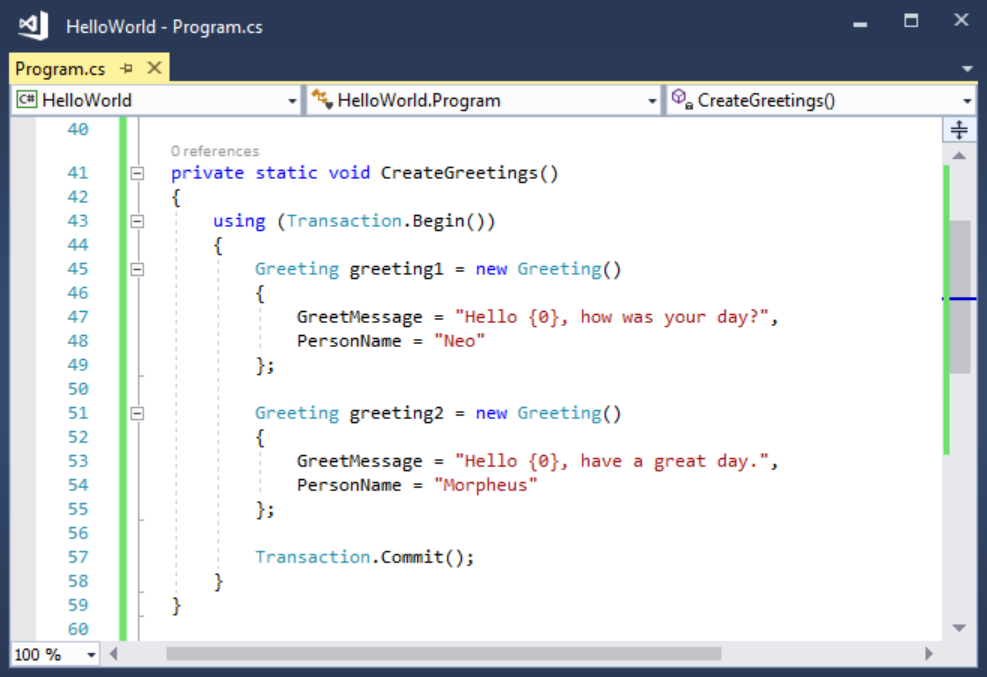 HelloWorld - Program.cs
Program.cs
C# HelloWorld HelloWorld.Program CreateGreetings()
40
0 references
41 private static void CreateGreetings()
42 {
43 using (Transaction.Begin())
44 {
45 Greeting greeting1 = new Greeting()
46 {
47 GreetMessage = "Hello {0}, how was your day?",
48 PersonName = "Neo"
49 };
50
51 Greeting greeting2 = new Greeting()
52 {
53 GreetMessage = "Hello {0}, have a great day.",
54 PersonName = "Morpheus"
55 };
56
57 Transaction.Commit();
58 }
59 }
60
100 %